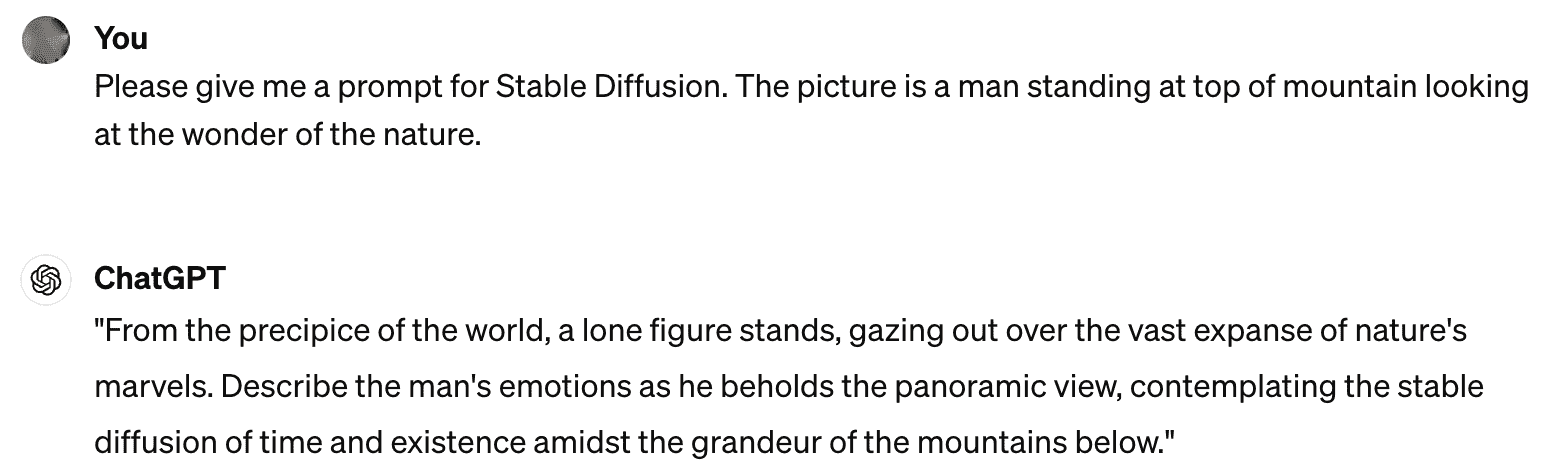 You
Please give me a prompt for Stable Diffusion. The picture is a man standing at top of mountain looking
at the wonder of the nature.
ChatGPT
"From the precipice of the world, a lone figure stands, gazing out over the vast expanse of nature's
marvels. Describe the man's emotions as he beholds the panoramic view, contemplating the stable
diffusion of time and existence amidst the grandeur of the mountains below."